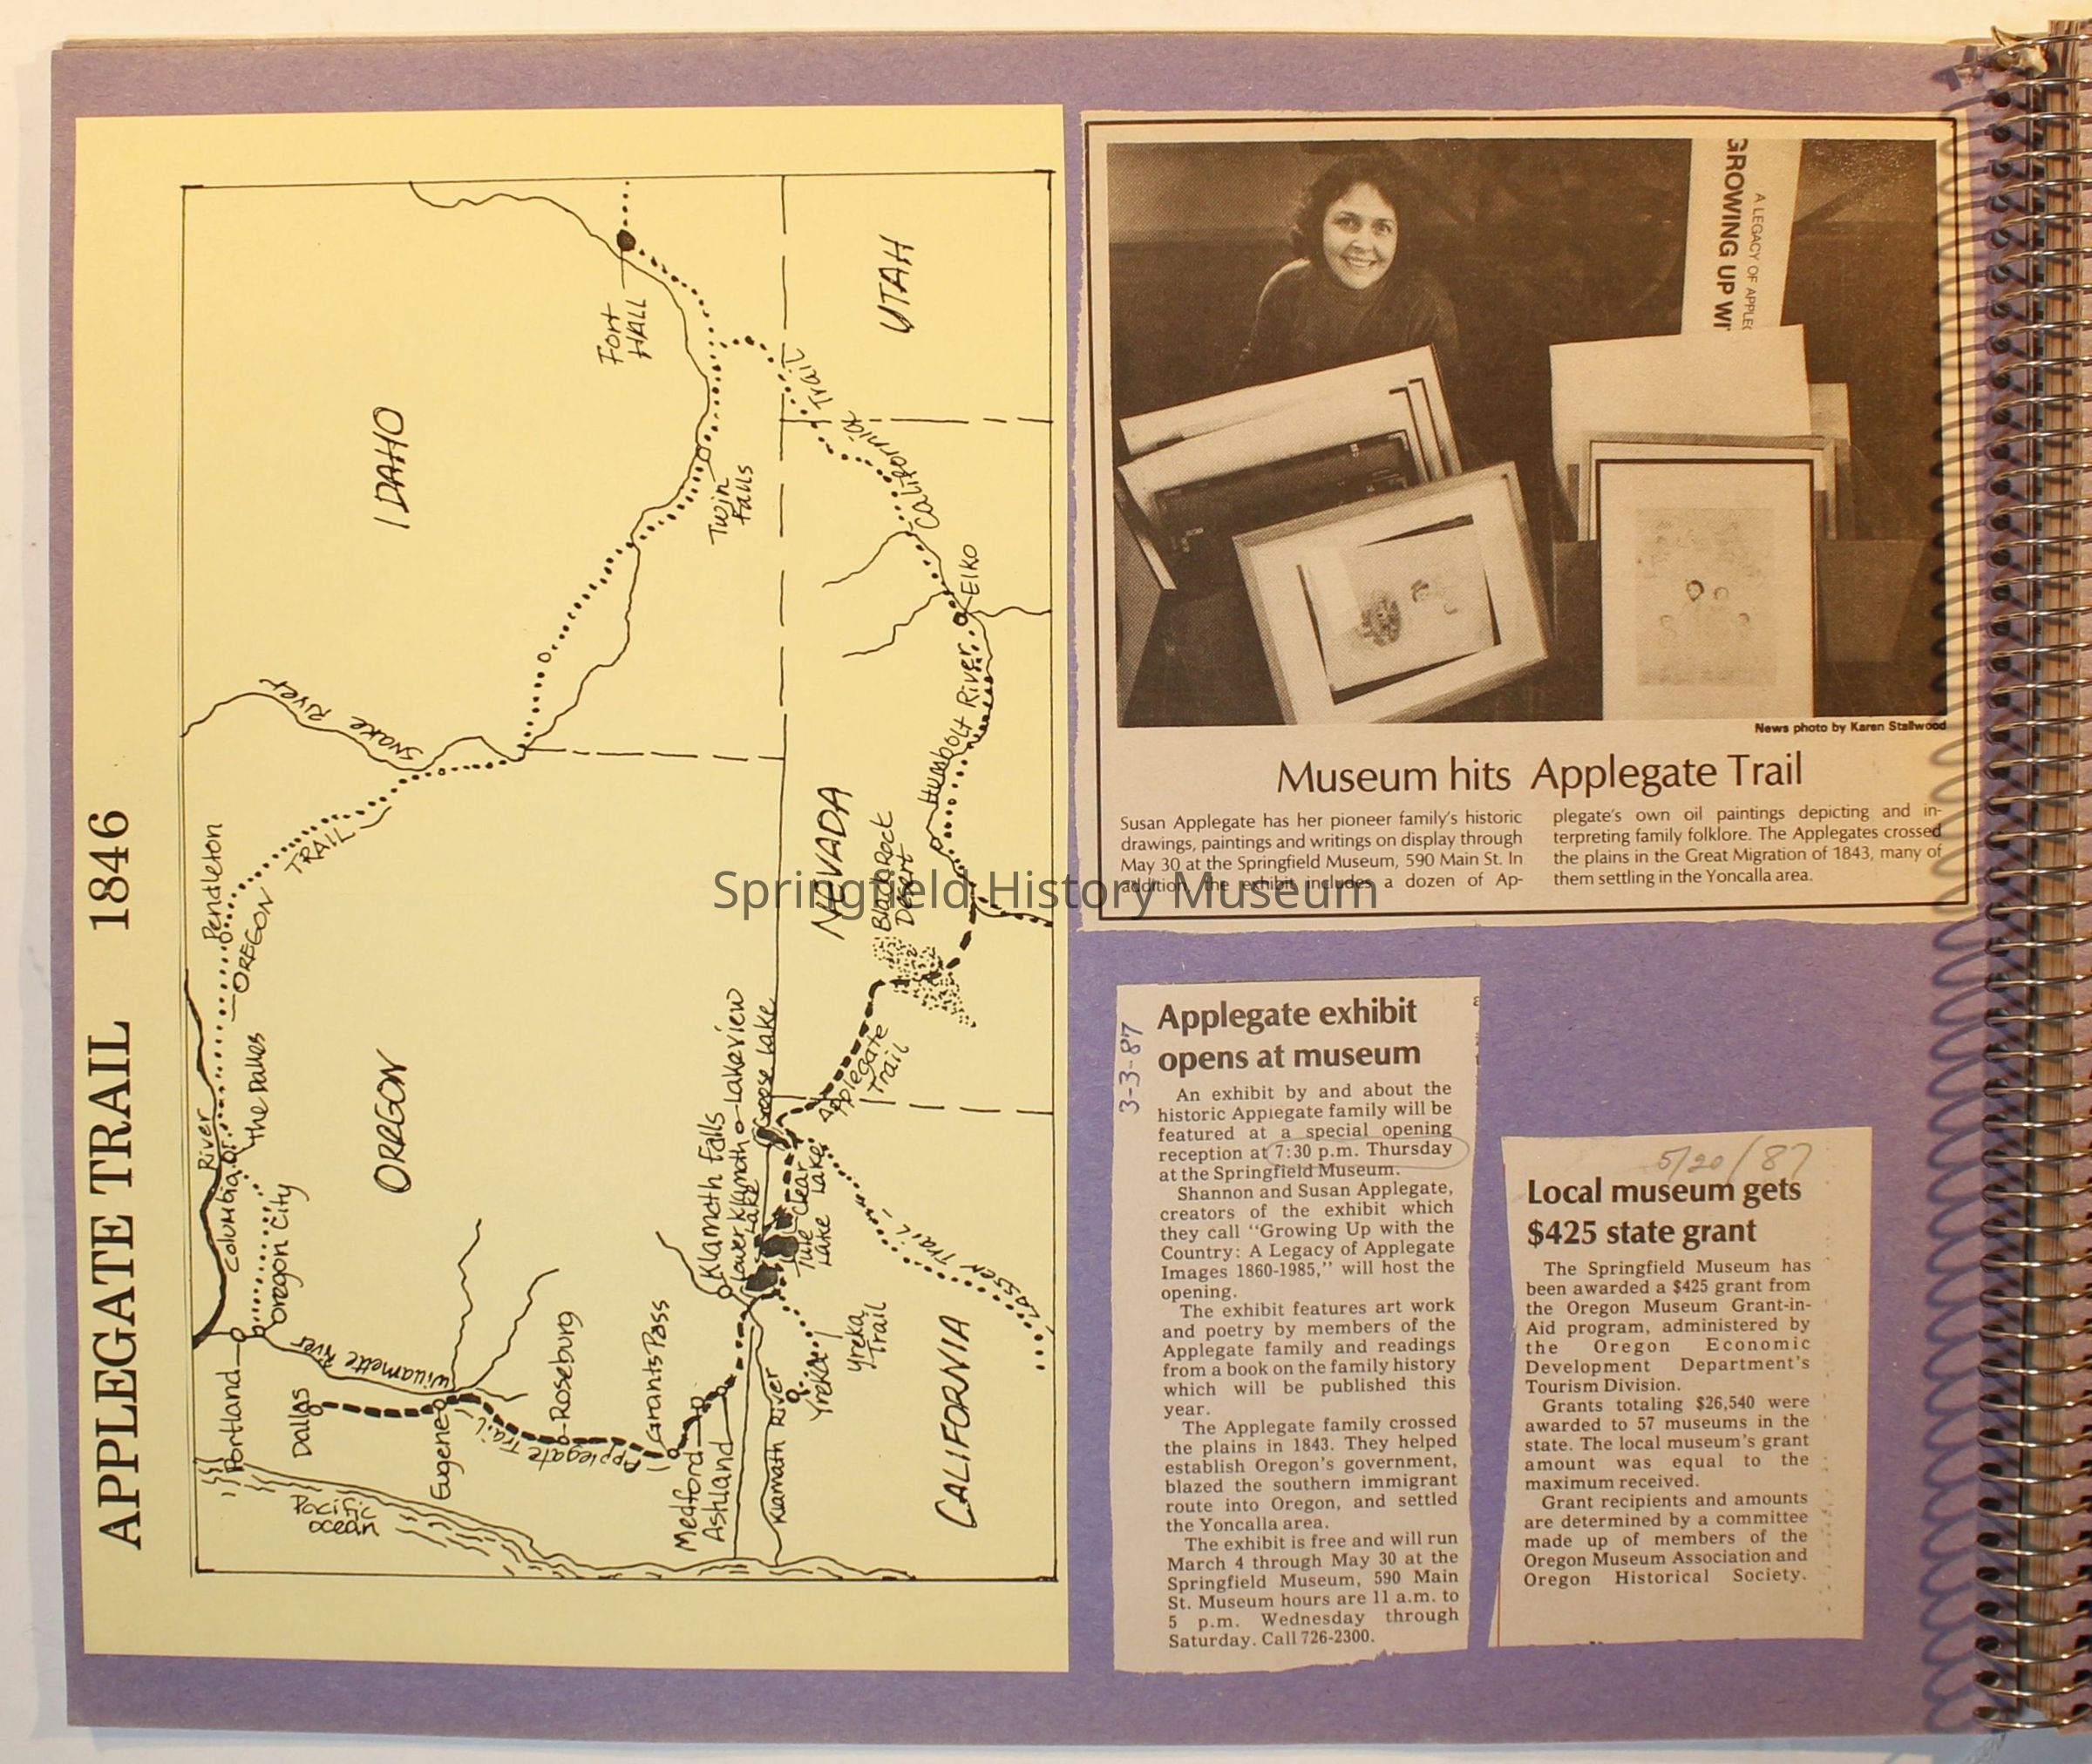 APPLEGATE TRAIL 1846
Portland
Columbia River
Oregon City
The Dalles
Pendleton
OREGON
TRAIL
Snake River
IDAHO
Fort
HALL
Twin
Falls
UTAH
California Trail
Elko
Humbolt River
NEVADA
Black Rock
Desert
Applegate
Trail
OREGON
Dallas
Willamette River
Eugene
Applegate Trail
Roseburg
Grants Pass
Medford
Ashland
Pacific
ocean
Klamath Falls
Lakeview
Goose Lake
Lower Klamath
Lake
Tule
Lake
Clear
Lake
Klamath River
Yreka
Yreka
Trail
Lassen Trail
CALIFORNIA
A LEGACY OF APPLEG
GROWING UP WI
News photo by Karen Stallwood
Museum hits Applegate Trail
Susan Applegate has her pioneer family's historic
drawings, paintings and writings on display through
May 30 at the Springfield Museum, 590 Main St. In
addition, the exhibit includes a dozen of Ap-
plegate's own oil paintings depicting and in-
terpreting family folklore. The Applegates crossed
the plains in the Great Migration of 1843, many of
them settling in the Yoncalla area.
Springfield History Museum
3-3-87
Applegate exhibit
opens at museum
An exhibit by and about the
historic Applegate family will be
featured at a special opening
reception at 7:30 p.m. Thursday
at the Springfield Museum.
Shannon and Susan Applegate,
creators of the exhibit which
they call "Growing Up with the
Country: A Legacy of Applegate
Images 1860-1985," will host the
opening.
The exhibit features art work
and poetry by members of the
Applegate family and readings
from a book on the family history
which will be published this
year.
The Applegate family crossed
the plains in 1843. They helped
establish Oregon's government,
blazed the southern immigrant
route into Oregon, and settled
the Yoncalla area.
The exhibit is free and will run
March 4 through May 30 at the
Springfield Museum, 590 Main
St. Museum hours are 11 a.m. to
5 p.m. Wednesday through
Saturday. Call 726-2300.
5/20/87
Local museum gets
$425 state grant
The Springfield Museum has
been awarded a $425 grant from
the Oregon Museum Grant-in-
Aid program, administered by
the Oregon Economic
Development Department's
Tourism Division.
Grants totaling $26,540 were
awarded to 57 museums in the
state. The local museum's grant
amount was equal to the
maximum received.
Grant recipients and amounts
are determined by a committee
made up of members of the
Oregon Museum Association and
Oregon Historical Society.